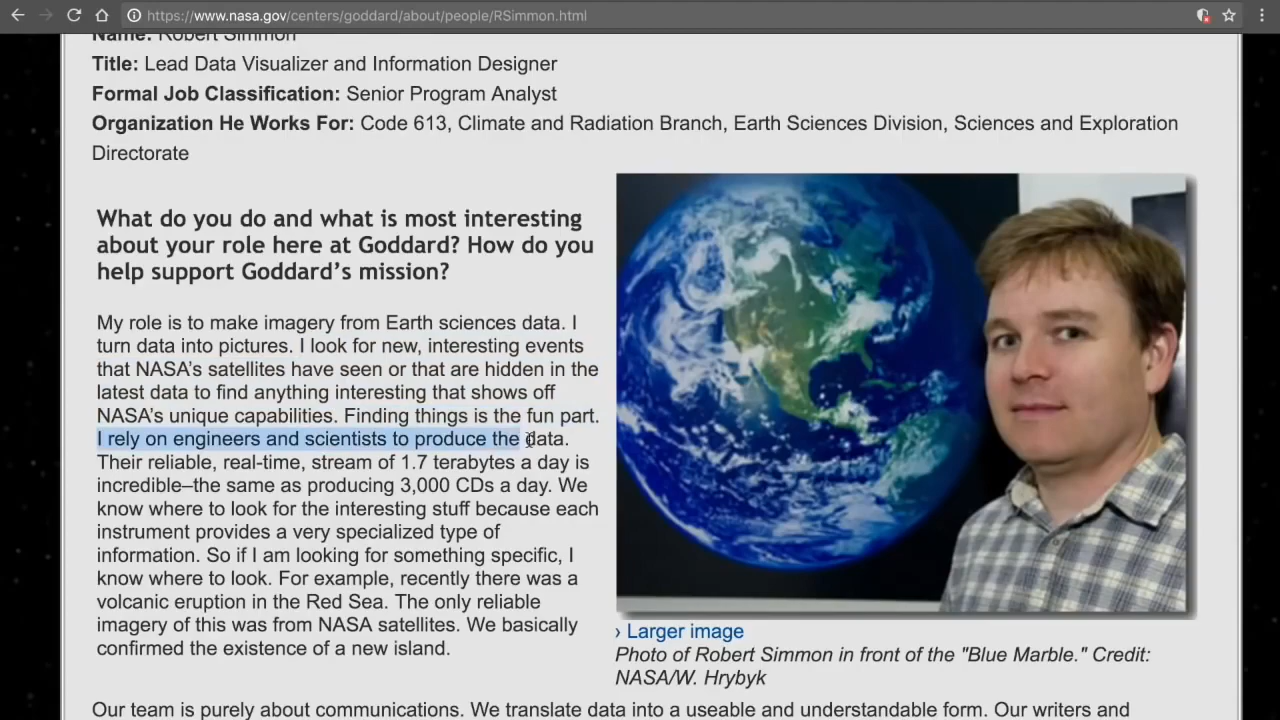 https://www.nasa.gov/centers/goddard/about/people/RSimmon.html
Name: Robert Simmon
Title: Lead Data Visualizer and Information Designer
Formal Job Classification: Senior Program Analyst
Organization He Works For: Code 613, Climate and Radiation Branch, Earth Sciences Division, Sciences and Exploration
Directorate
What do you do and what is most interesting
about your role here at Goddard? How do you
help support Goddard's mission?
My role is to make imagery from Earth sciences data. I
turn data into pictures. I look for new, interesting events
that NASA's satellites have seen or that are hidden in the
latest data to find anything interesting that shows off
NASA's unique capabilities. Finding things is the fun part.
I rely on engineers and scientists to produce the data.
Their reliable, real-time, stream of 1.7 terabytes a day is
incredible–the same as producing 3,000 CDs a day. We
know where to look for the interesting stuff because each
instrument provides a very specialized type of
information. So if I am looking for something specific, I
know where to look. For example, recently there was a
volcanic eruption in the Red Sea. The only reliable
imagery of this was from NASA satellites. We basically
confirmed the existence of a new island.
› Larger image
Photo of Robert Simmon in front of the "Blue Marble." Credit:
NASA/W. Hrybyk
Our team is purely about communications. We translate data into a useable and understandable form. Our writers and